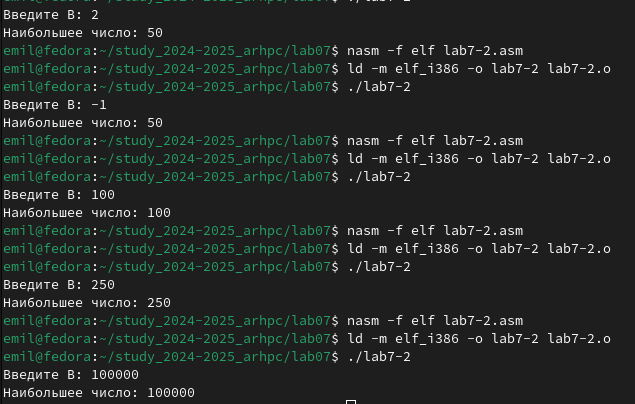 ./lab7-2
Введите B: 2
Наибольшее число: 50
emil@fedora:~/study_2024-2025_arhpc/lab07$ nasm -f elf lab7-2.asm
emil@fedora:~/study_2024-2025_arhpc/lab07$ ld -m elf_i386 -o lab7-2 lab7-2.o
emil@fedora:~/study_2024-2025_arhpc/lab07$ ./lab7-2
Введите B: -1
Наибольшее число: 50
emil@fedora:~/study_2024-2025_arhpc/lab07$ nasm -f elf lab7-2.asm
emil@fedora:~/study_2024-2025_arhpc/lab07$ ld -m elf_i386 -o lab7-2 lab7-2.o
emil@fedora:~/study_2024-2025_arhpc/lab07$ ./lab7-2
Введите B: 100
Наибольшее число: 100
emil@fedora:~/study_2024-2025_arhpc/lab07$ nasm -f elf lab7-2.asm
emil@fedora:~/study_2024-2025_arhpc/lab07$ ld -m elf_i386 -o lab7-2 lab7-2.o
emil@fedora:~/study_2024-2025_arhpc/lab07$ ./lab7-2
Введите B: 250
Наибольшее число: 250
emil@fedora:~/study_2024-2025_arhpc/lab07$ nasm -f elf lab7-2.asm
emil@fedora:~/study_2024-2025_arhpc/lab07$ ld -m elf_i386 -o lab7-2 lab7-2.o
emil@fedora:~/study_2024-2025_arhpc/lab07$ ./lab7-2
Введите B: 100000
Наибольшее число: 100000